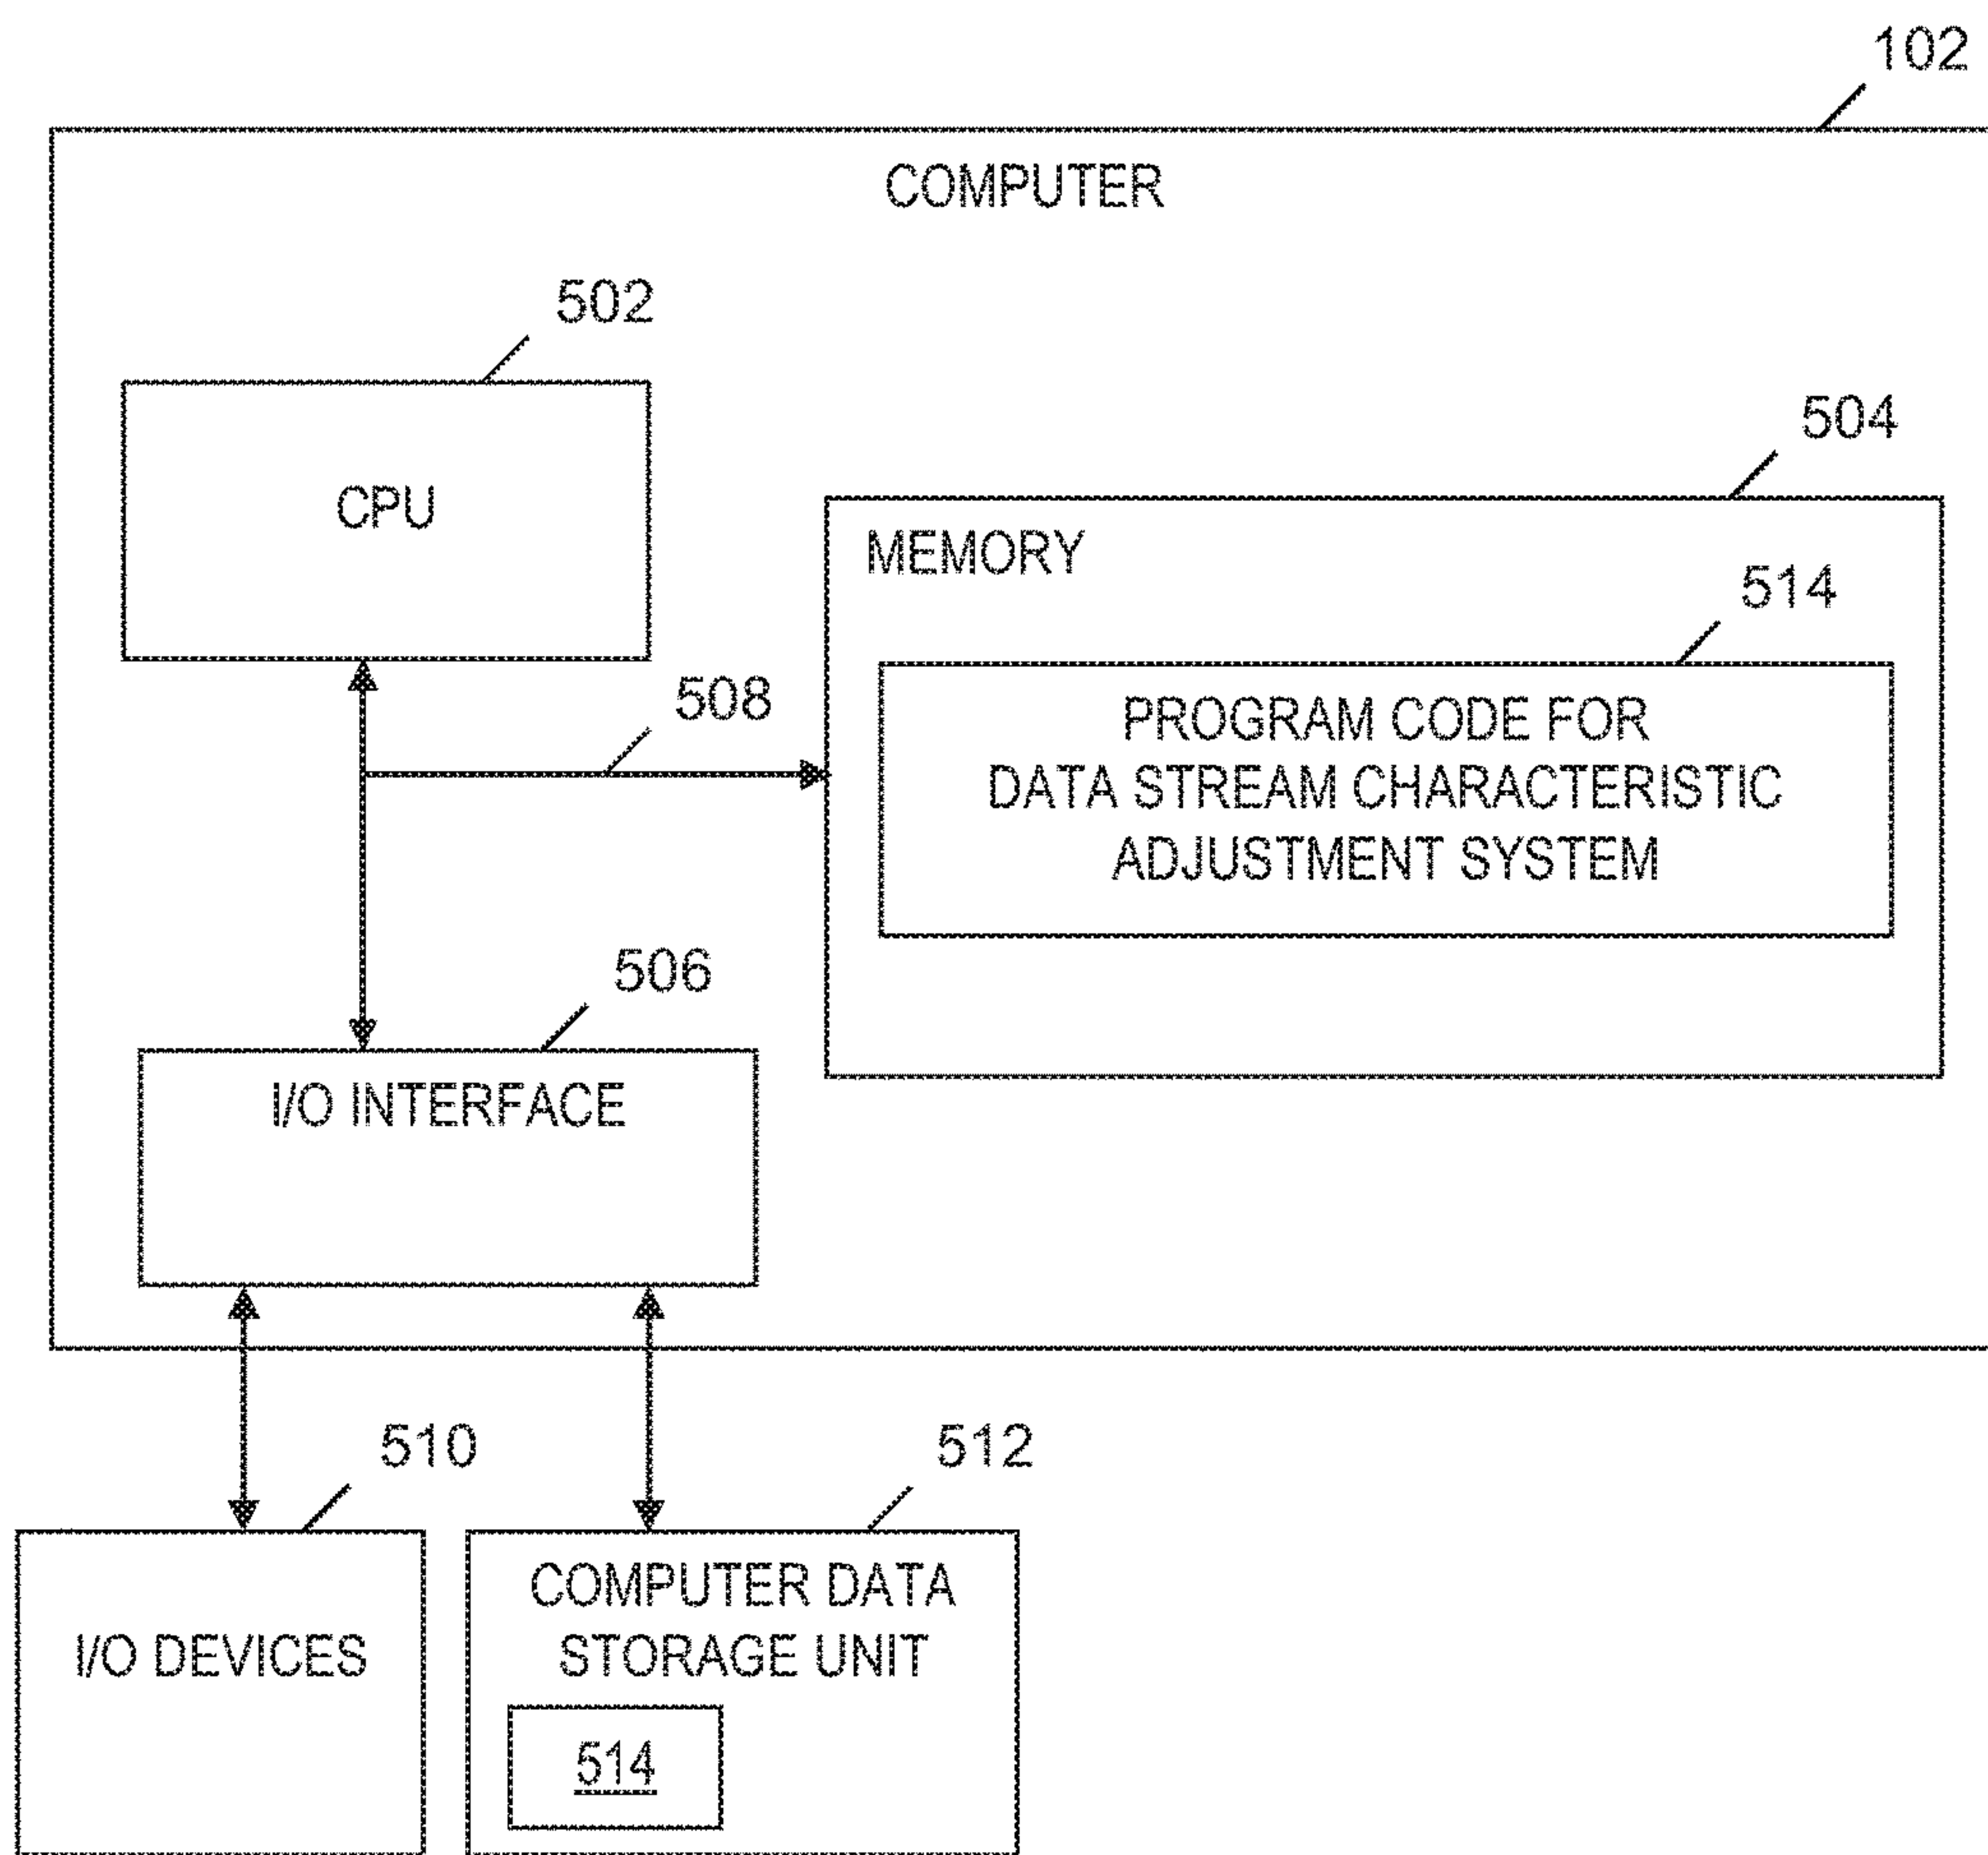 102
COMPUTER
502
CPU
504
MEMORY
514
PROGRAM CODE FOR
DATA STREAM CHARACTERISTIC
ADJUSTMENT SYSTEM
508
506
I/O INTERFACE
510
I/O DEVICES
512
COMPUTER DATA
STORAGE UNIT
514